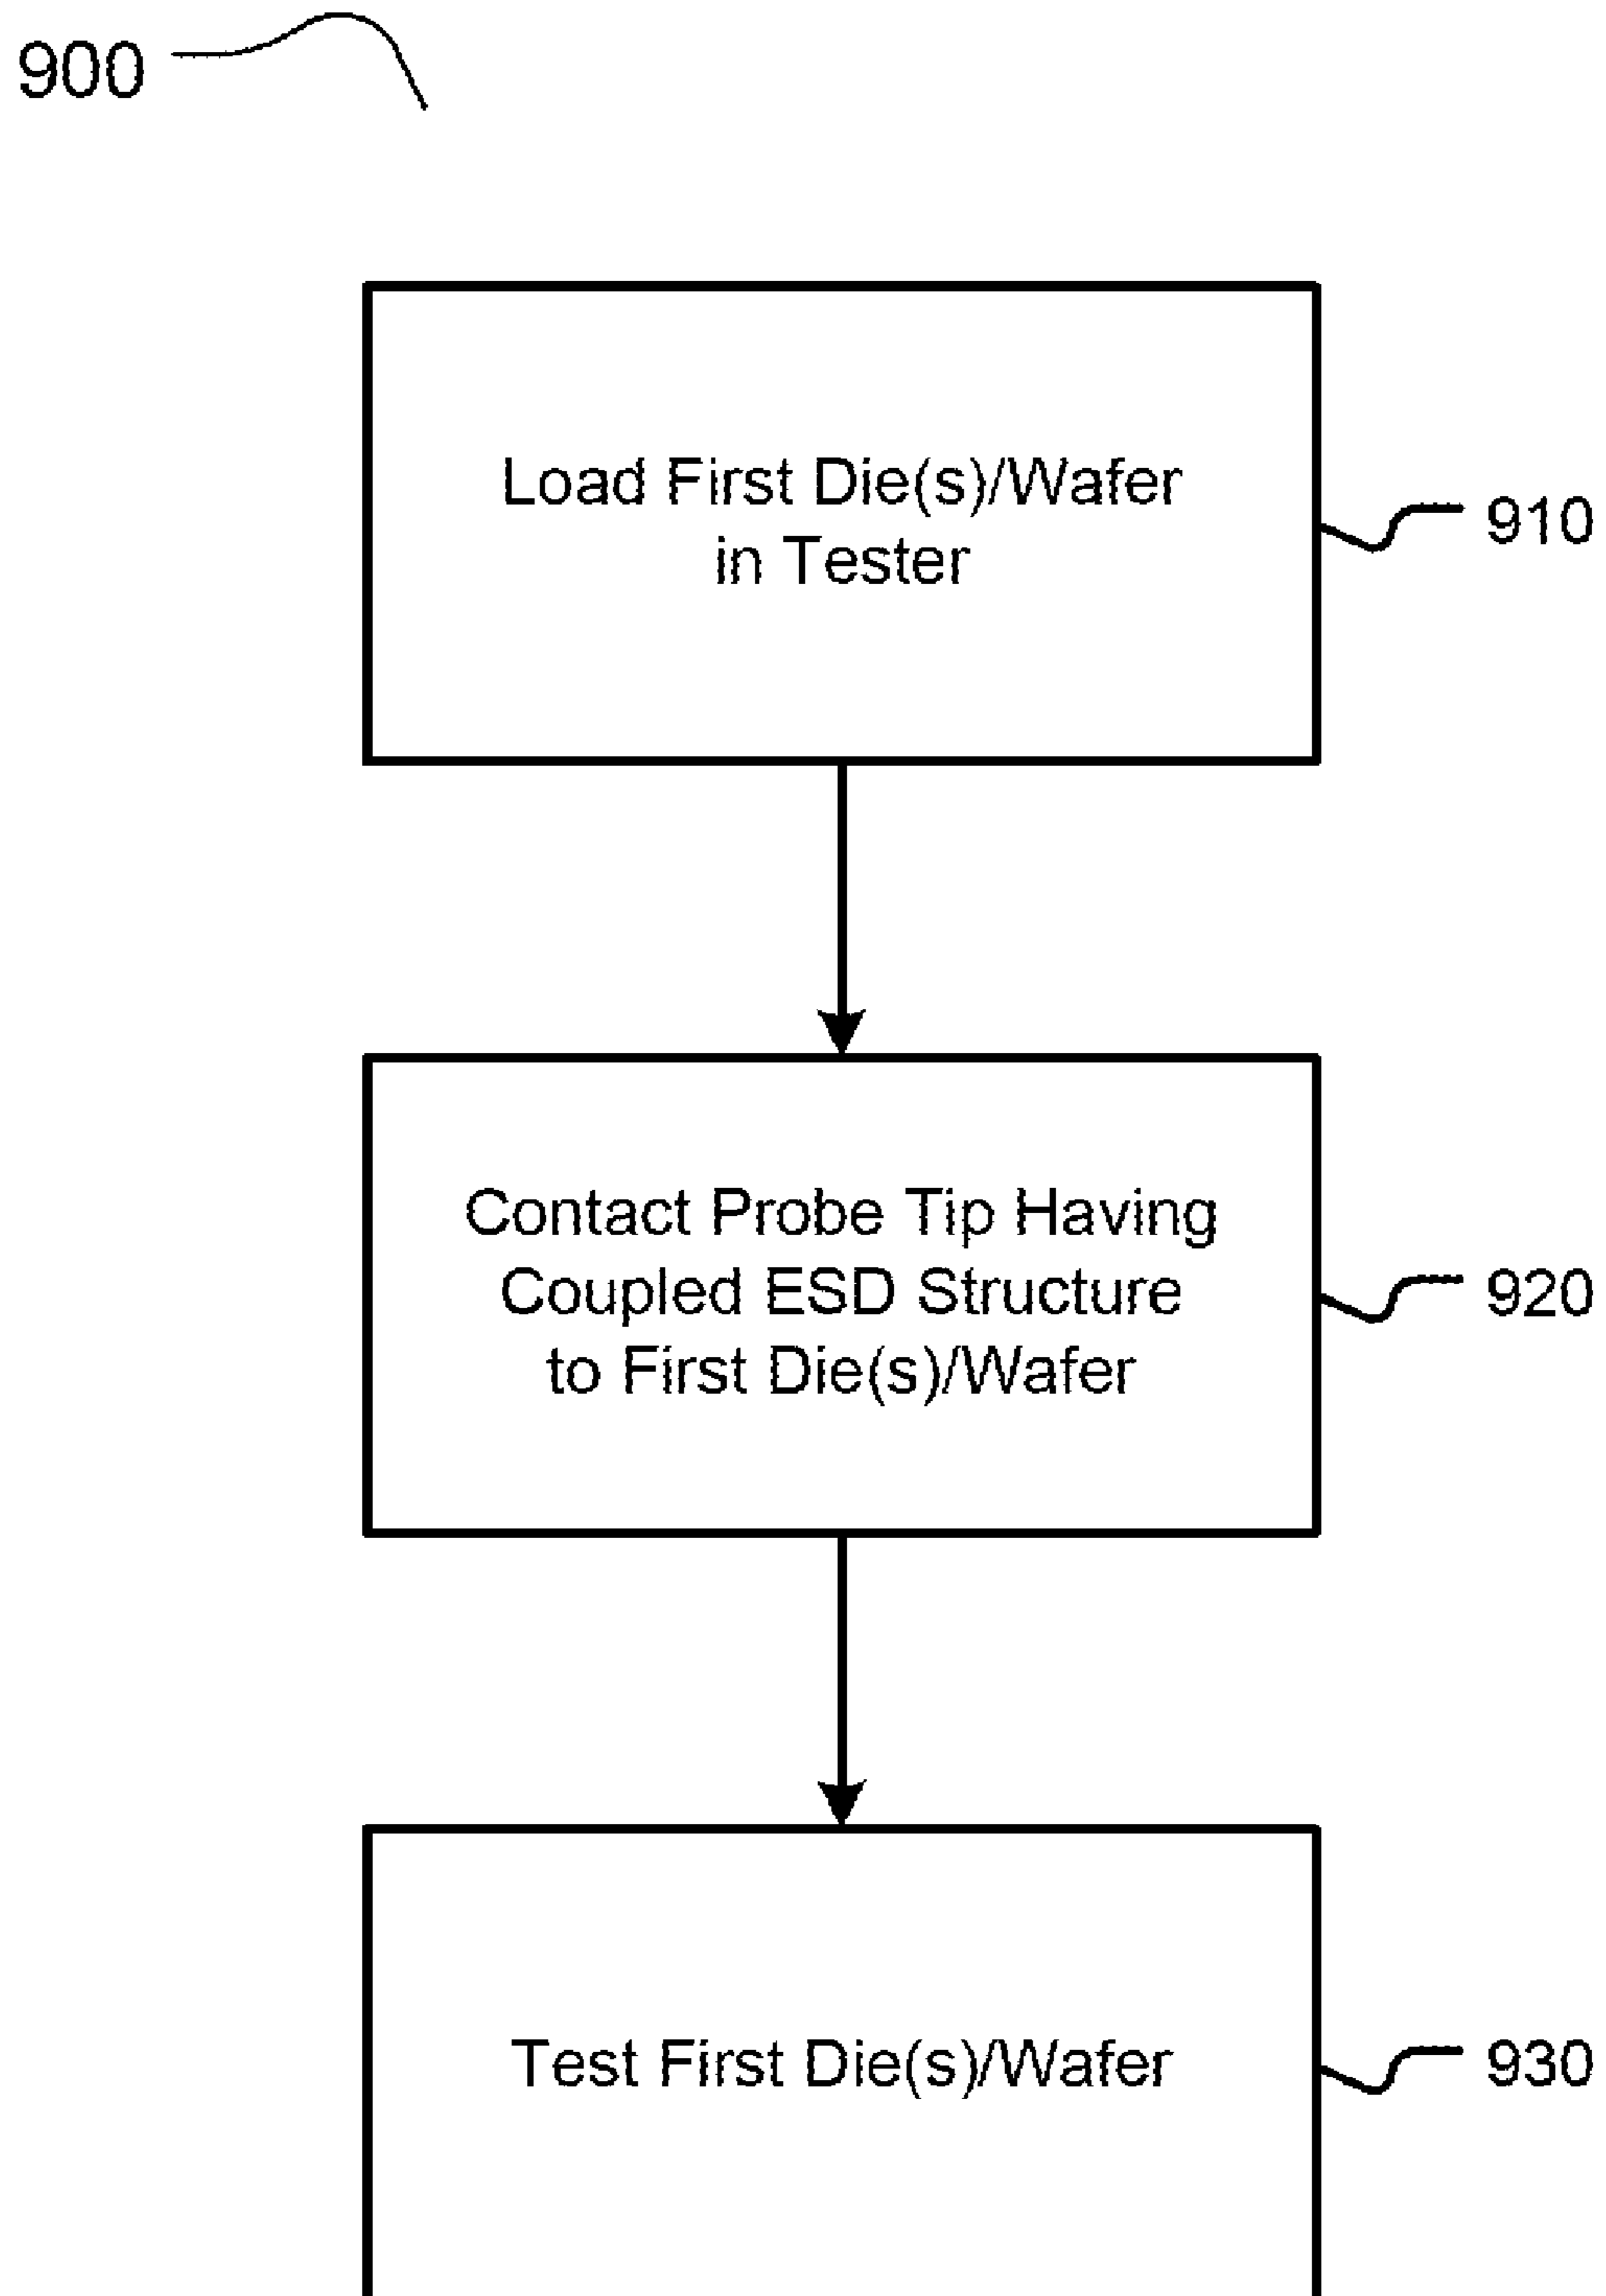 900
Load First Die(s)/Wafer
in Tester
910
Contact Probe Tip Having
Coupled ESD Structure
to First Die(s)/Wafer
920
Test First Die(s)/Wafer
930